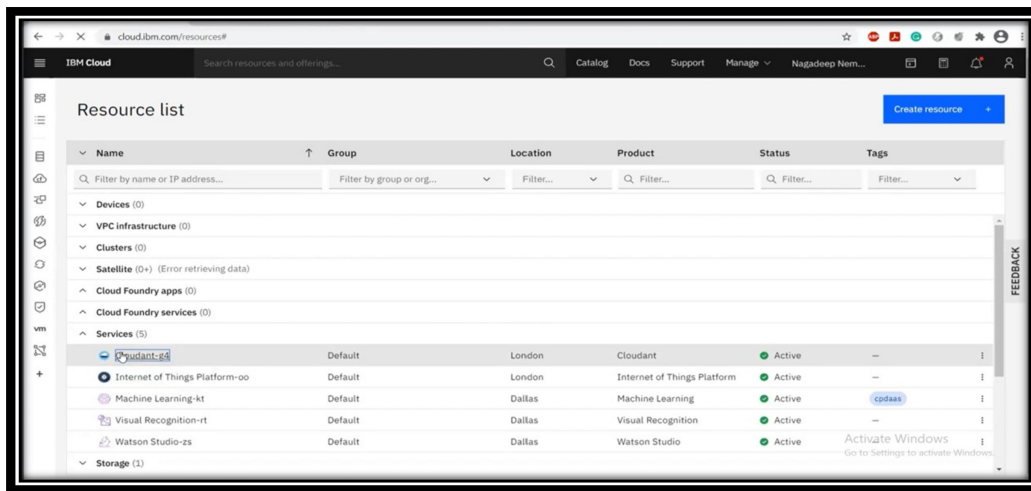 cloud.ibm.com/resources#
IBM Cloud Search resources and offerings... Catalog Docs Support Manage Nagadeep Nem...
Resource list
Create resource +
Name Group Location Product Status Tags
Filter by name or IP address... Filter by group or org... Filter... Filter... Filter... Filter...
Devices (0)
VPC infrastructure (0)
Clusters (0)
Satellite (0+) (Error retrieving data)
Cloud Foundry apps (0)
Cloud Foundry services (0)
Services (5)
Cloudant-g4 Default London Cloudant Active —
Internet of Things Platform-oo Default London Internet of Things Platform Active —
Machine Learning-kt Default Dallas Machine Learning Active cpdaas
Visual Recognition-rt Default Dallas Visual Recognition Active —
Watson Studio-zs Default Dallas Watson Studio Active —
Storage (1)
vm
FEEDBACK
Activate Windows
Go to Settings to activate Windows.